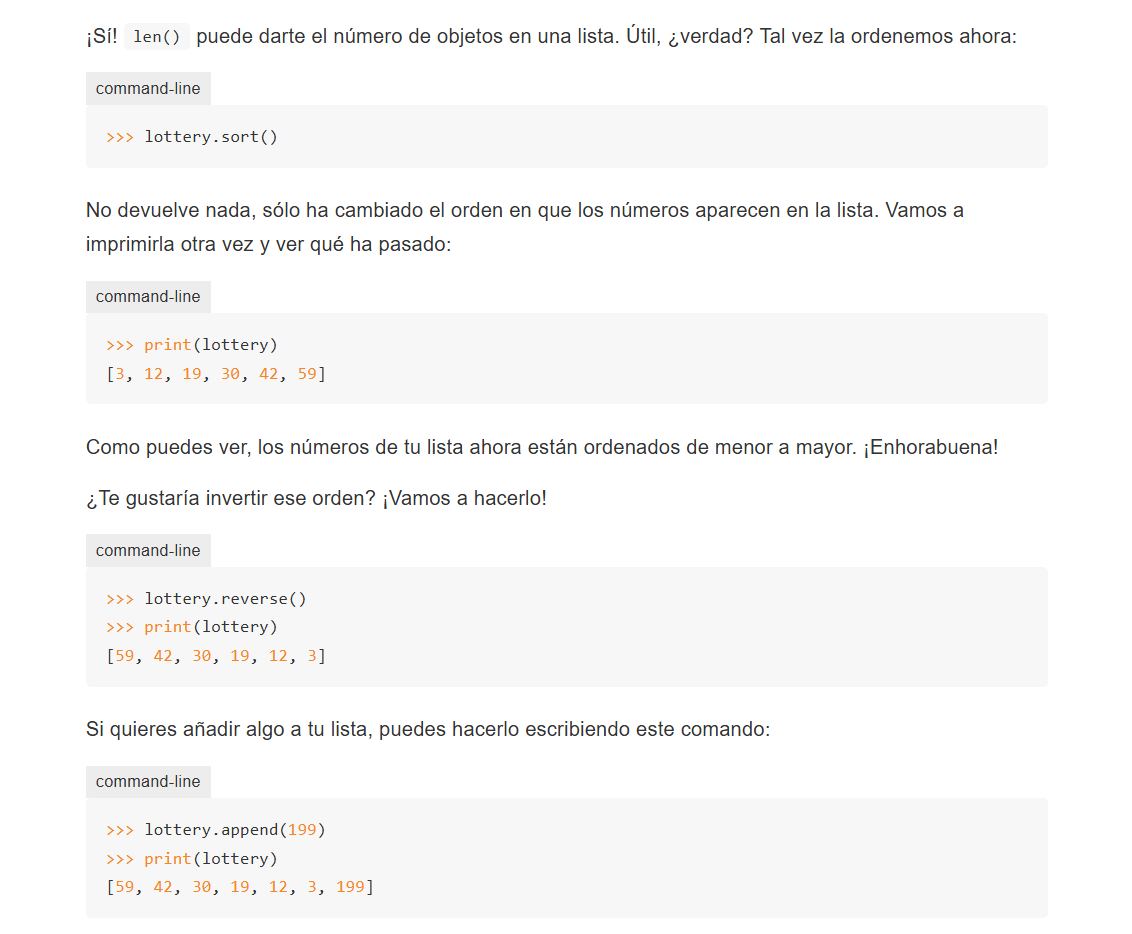 ¡Sí! len() puede darte el número de objetos en una lista. Útil, ¿verdad? Tal vez la ordenemos ahora:
command-line
>>> lottery.sort()
No devuelve nada, sólo ha cambiado el orden en que los números aparecen en la lista. Vamos a
imprimirla otra vez y ver qué ha pasado:
command-line
>>> print(lottery)
[3, 12, 19, 30, 42, 59]
Como puedes ver, los números de tu lista ahora están ordenados de menor a mayor. ¡Enhorabuena!
¿Te gustaría invertir ese orden? ¡Vamos a hacerlo!
command-line
>>> lottery.reverse()
>>> print(lottery)
[59, 42, 30, 19, 12, 3]
Si quieres añadir algo a tu lista, puedes hacerlo escribiendo este comando:
command-line
>>> lottery.append(199)
>>> print(lottery)
[59, 42, 30, 19, 12, 3, 199]